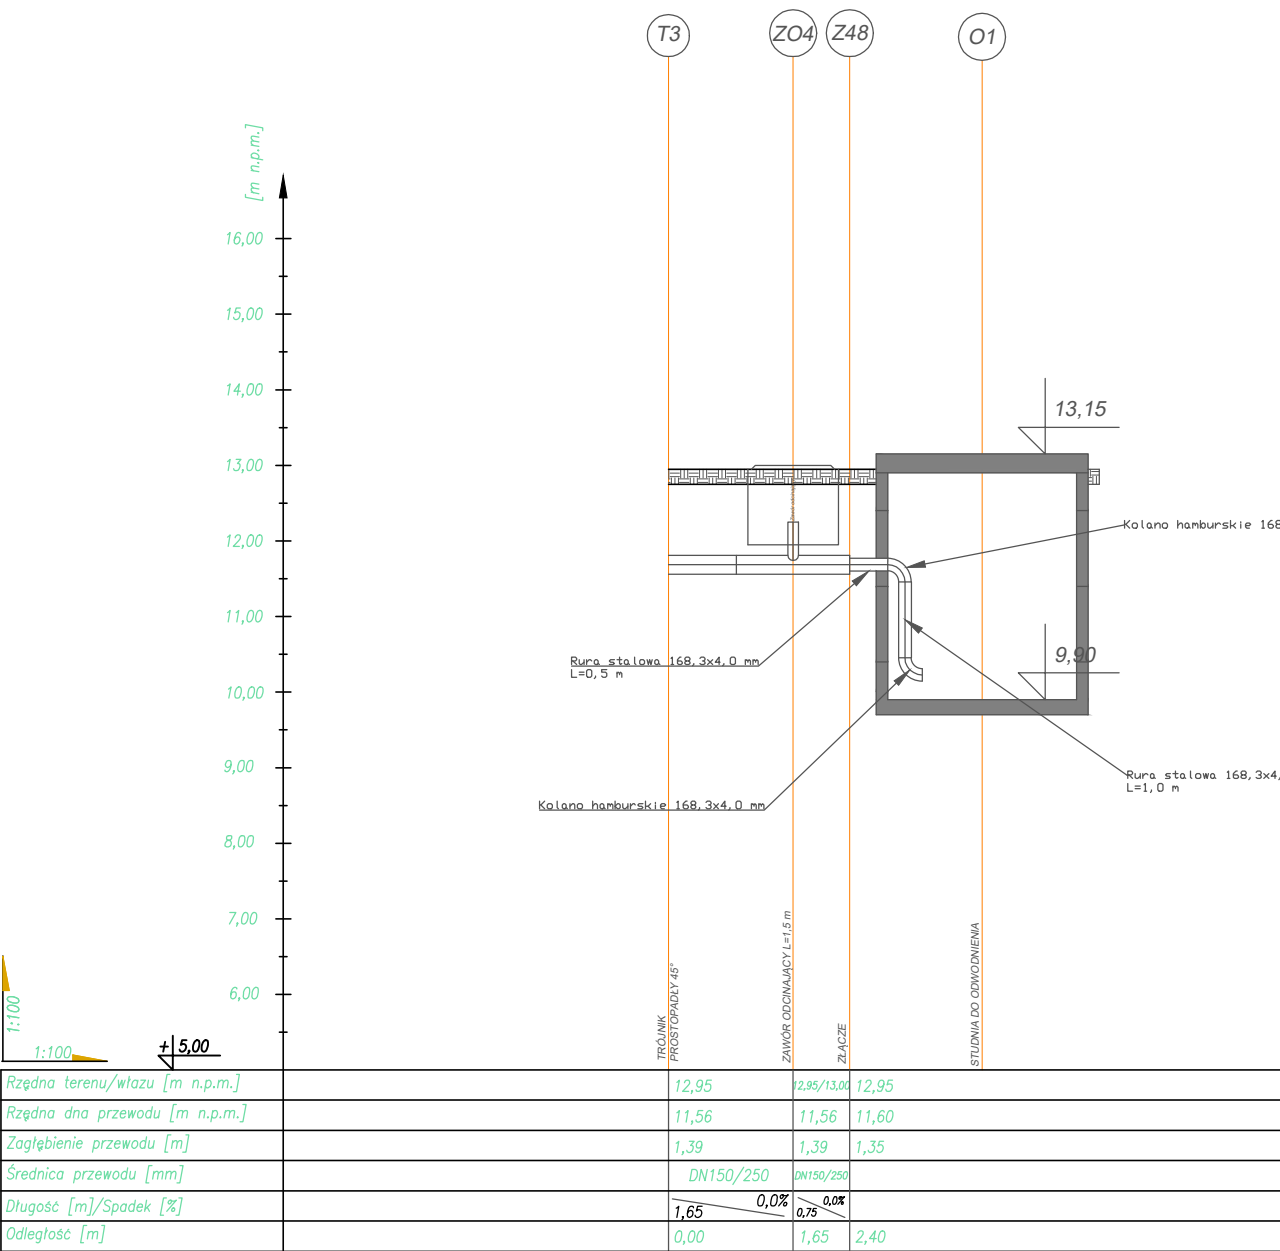 T3
ZO4
Z48
O1
[m n.p.m.]
16,00
15,00
14,00
13,00
12,00
11,00
10,00
9,00
8,00
7,00
6,00
13,15
9,90
Kolano hamburskie 168
Rura stalowa 168,3x4,0 mm
L=0,5 m
Kolano hamburskie 168,3x4,0 mm
Rura stalowa 168,3x4,
L=1,0 m
TRÓJNIK
PROSTOPADŁY 45°
ZAWÓR ODCINAJĄCY L=1,5 m
ZŁĄCZE
STUDNIA DO ODWODNIENIA
1:100
1:100
+ 5,00
Rzędna terenu/włazu [m n.p.m.] 12,95 12,95/13,00 12,95
Rzędna dna przewodu [m n.p.m.] 11,56 11,56 11,60
Zagłębienie przewodu [m] 1,39 1,39 1,35
Średnica przewodu [mm] DN150/250 DN150/250
Długość [m]/Spadek [%] 1,65 0,0% 0,75 0,0%
Odległość [m] 0,00 1,65 2,40